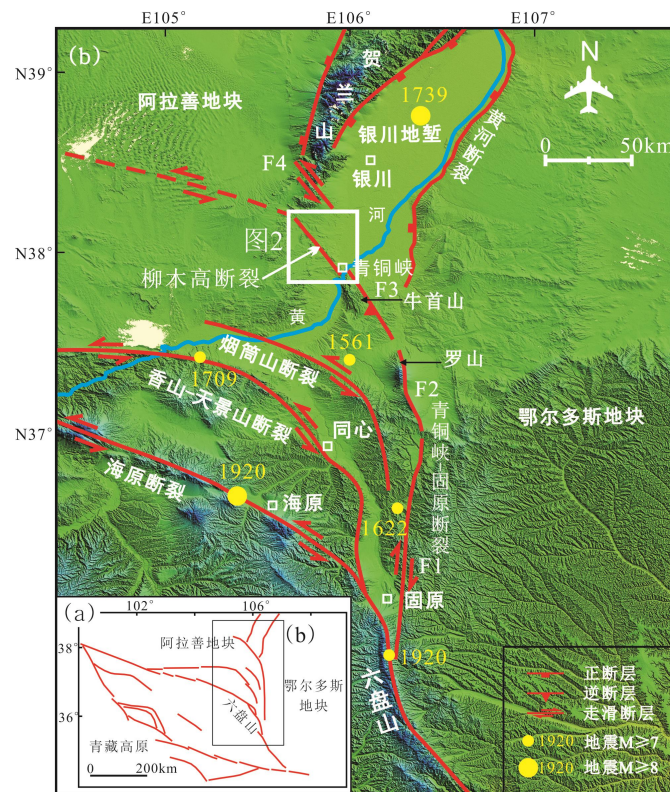 E105°
E106°
E107°
(b)
N39°
阿拉善地块
贺
兰
山
1739
银川地堑
银川
黄河断裂
N
0 50km
F4
河
图2
N38°
柳木高断裂
青铜峡
F3
牛首山
黄
烟筒山断裂
1561
1709
罗山
F2
香山-天景山断裂
青铜峡-固原断裂
鄂尔多斯地块
N37°
同心
海原断裂
1920
海原
1622
F1
固原
1920
六盘山
(a)
102°
106°
(b)
38°
阿拉善地块
鄂尔多斯
地块
六盘山
36°
青藏高原
0 200km
正断层
逆断层
走滑断层
1920 地震M≥7
1920 地震M≥8